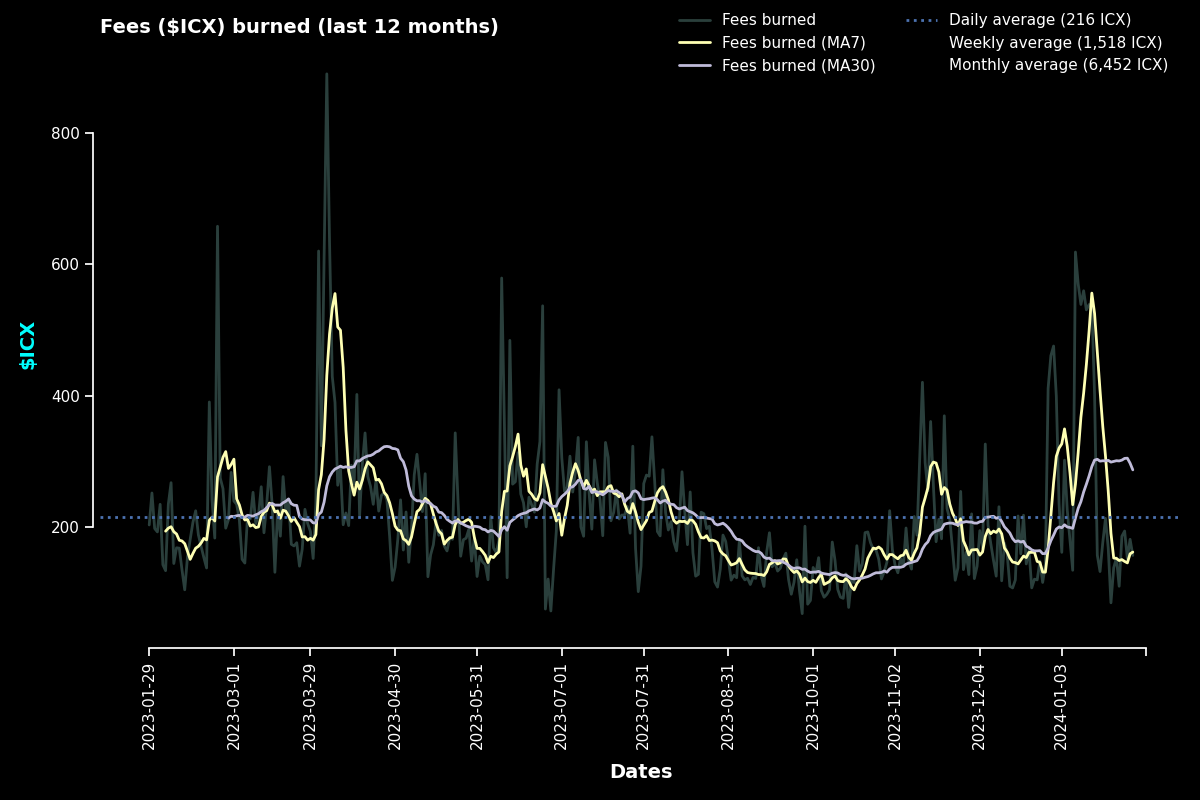 Fees ($ICX) burned (last 12 months)
Fees burned
Fees burned (MA7)
Fees burned (MA30)
Daily average (216 ICX)
Weekly average (1,518 ICX)
Monthly average (6,452 ICX)
$ICX
800
600
400
200
2023-01-29
2023-03-01
2023-03-29
2023-04-30
2023-05-31
2023-07-01
2023-07-31
2023-08-31
2023-10-01
2023-11-02
2023-12-04
2024-01-03
Dates